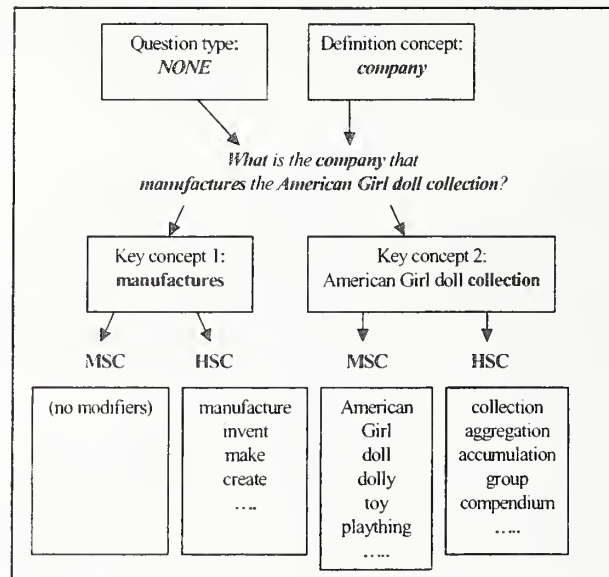 Question type:
NONE
Definition concept:
company
What is the company that
manufactures the American Girl doll collection?
Key concept 1:
manufactures
Key concept 2:
American Girl doll collection
MSC
HSC
MSC
HSC
(no modifiers)
manufacture
invent
make
create
….
American
Girl
doll
dolly
toy
plaything
…..
collection
aggregation
accumulation
group
compendium
…..